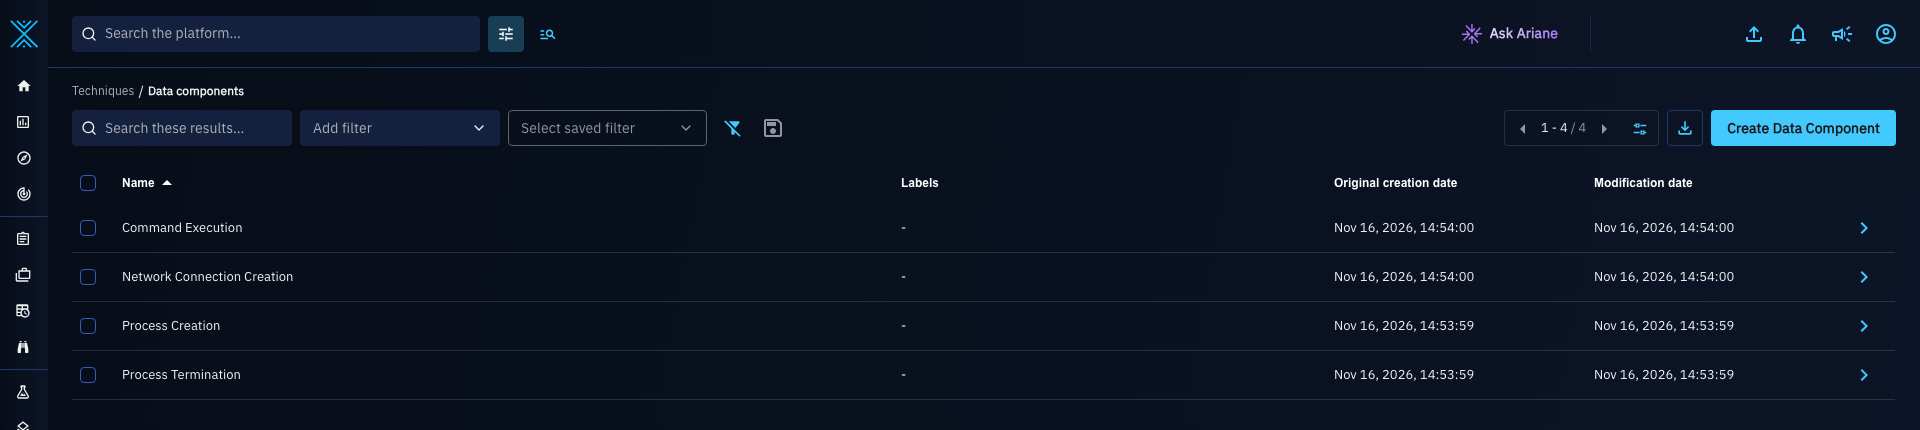 Search the platform...
Ask Ariane
Techniques / Data components
Search these results...
Add filter
Select saved filter
1 - 4 / 4
Create Data Component
Name Labels Original creation date Modification date
Command Execution - Nov 16, 2026, 14:54:00 Nov 16, 2026, 14:54:00
Network Connection Creation - Nov 16, 2026, 14:54:00 Nov 16, 2026, 14:54:00
Process Creation - Nov 16, 2026, 14:53:59 Nov 16, 2026, 14:53:59
Process Termination - Nov 16, 2026, 14:53:59 Nov 16, 2026, 14:53:59